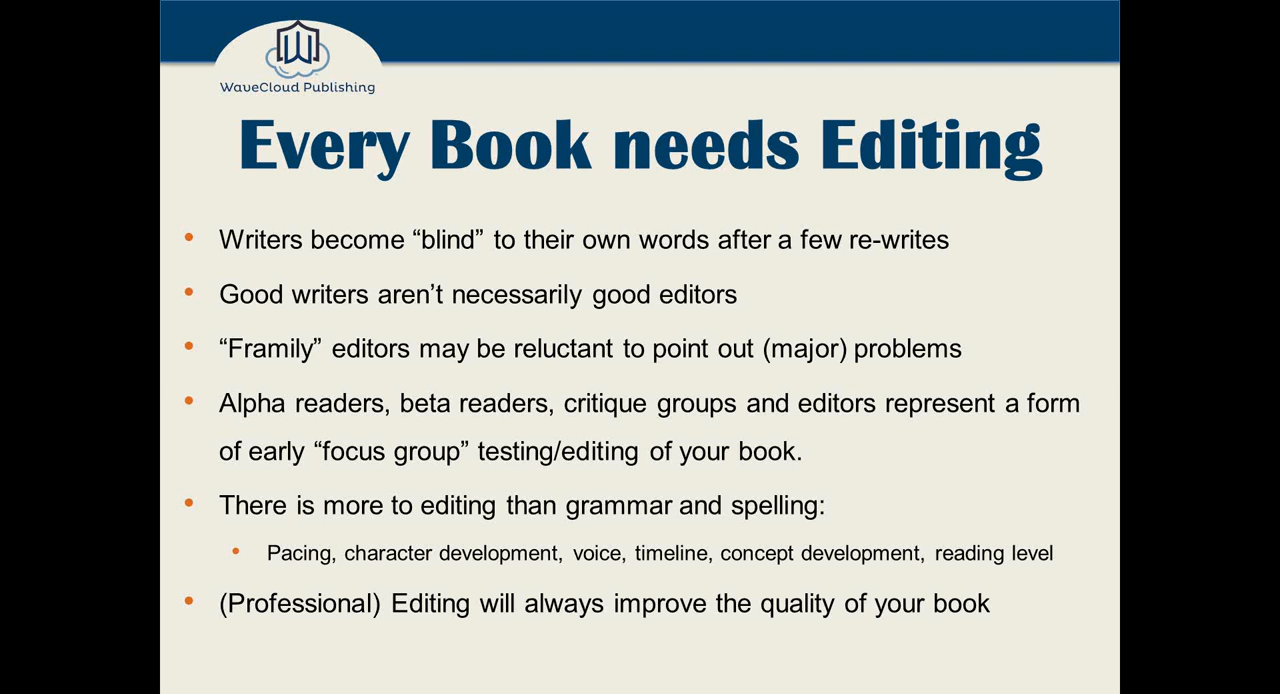 WaveCloud Publishing
Every Book needs Editing
• Writers become “blind” to their own words after a few re-writes
• Good writers aren’t necessarily good editors
• “Framily” editors may be reluctant to point out (major) problems
• Alpha readers, beta readers, critique groups and editors represent a form
of early “focus group” testing/editing of your book.
• There is more to editing than grammar and spelling:
• Pacing, character development, voice, timeline, concept development, reading level
• (Professional) Editing will always improve the quality of your book